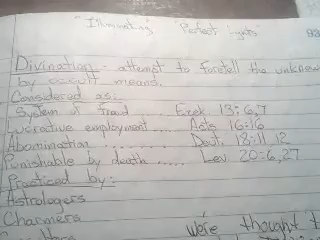 "Illuminating" "Perfect lights"
93
Divination - attempt to foretell the unknown
by occult means.
Considered as:
System of fraud ..... Ezek. 13:6,7
Lucrative employment.... Acts 16:16
Abomination .......... Deut. 18:11,12
Punishable by death ..... Lev. 20-6,27
Practiced by:
Astrologers
Charmers
were thought t